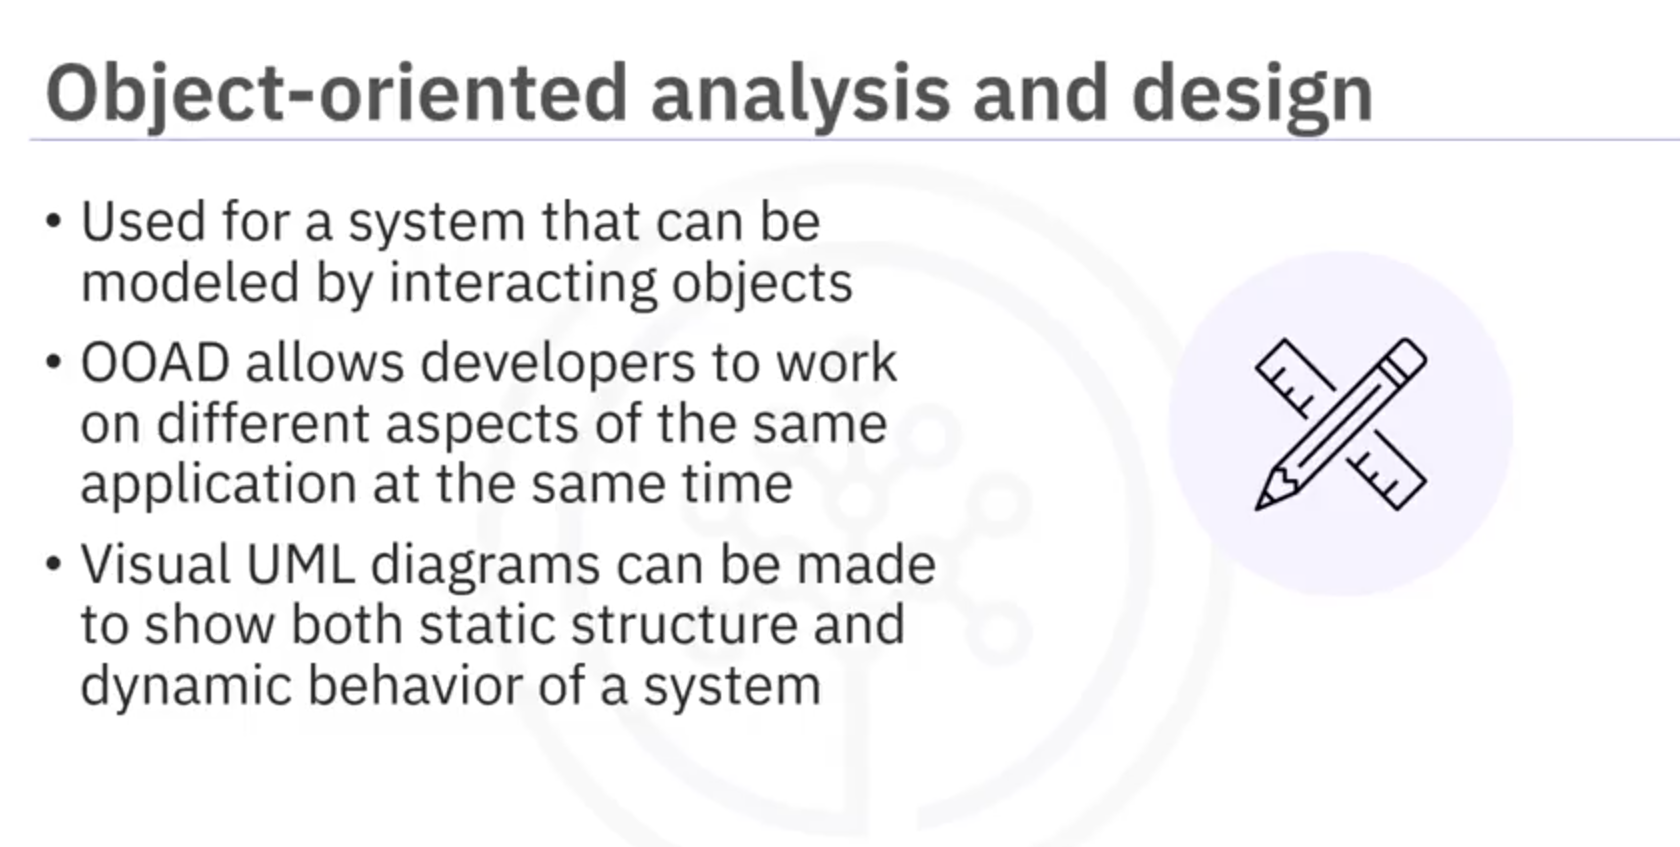 Object-oriented analysis and design
• Used for a system that can be
modeled by interacting objects
• OOAD allows developers to work
on different aspects of the same
application at the same time
• Visual UML diagrams can be made
to show both static structure and
dynamic behavior of a system